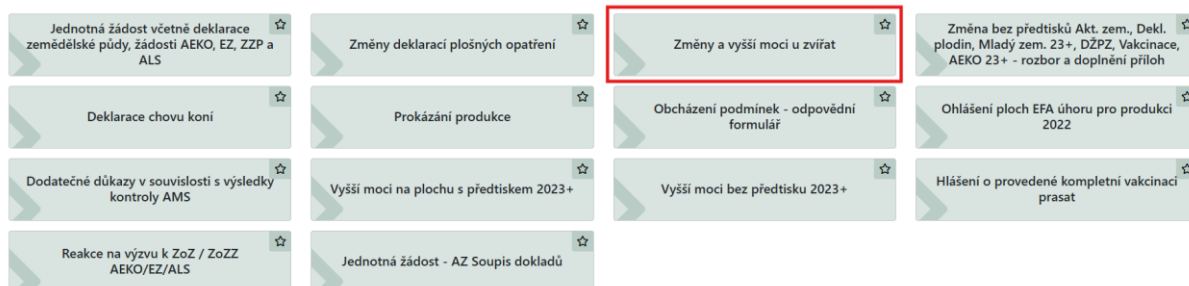 Jednotná žádost včetně deklarace
zemědělské půdy, žádosti AEKO, EZ, ZZP a
ALS
Změny deklarací plošných opatření
Změny a vyšší moci u zvířat
Změna bez předtisků Akt. zem., Dekl.
plodin, Mladý zem. 23+, DŽPZ, Vakcinace,
AEKO 23+ - rozbor a doplnění příloh
Deklarace chovu koní
Prokázání produkce
Obcházení podmínek - odpovědní
formulář
Ohlášení ploch EFA úhoru pro produkci
2022
Dodatečné důkazy v souvislosti s výsledky
kontroly AMS
Vyšší moci na plochu s předtiskem 2023+
Vyšší moci bez předtisku 2023+
Hlášení o provedené kompletní vakcinaci
prasat
Reakce na výzvu k ZoZ / ZoZZ
AEKO/EZ/ALS
Jednotná žádost - AZ Soupis dokladů